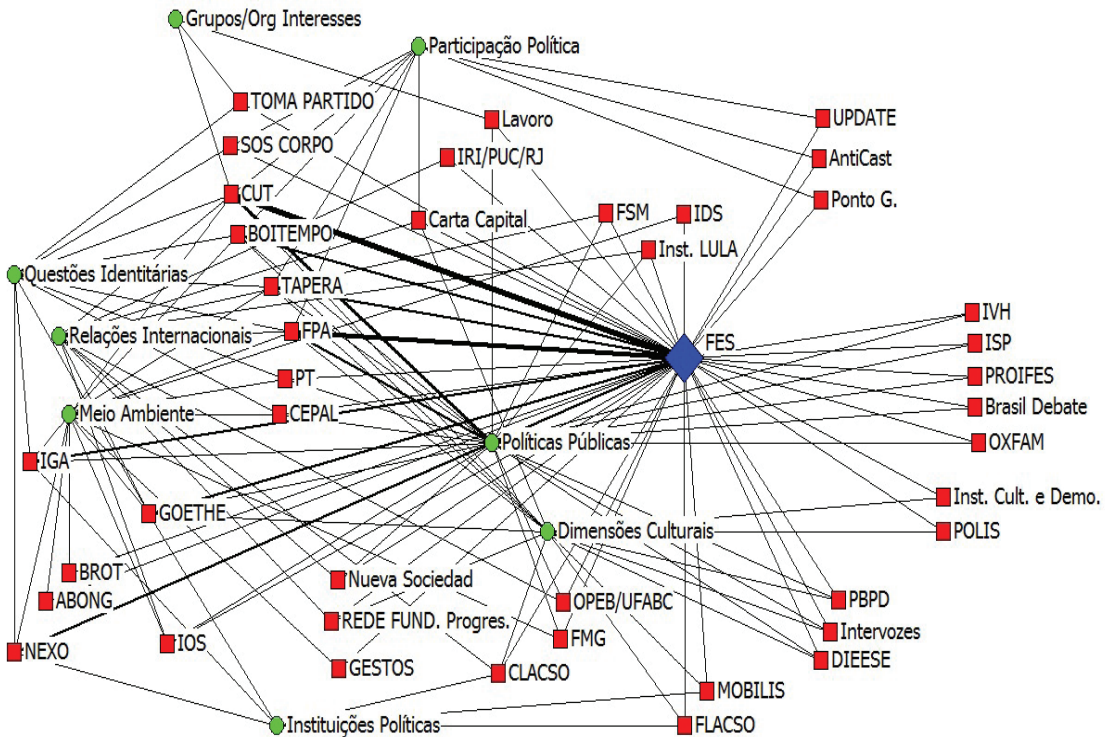 Grupos/Org Interesses
Participação Política
TOMA PARTIDO
Lavoro
UPDATE
SOS CORPO
IRI/PUC/RJ
AntiCast
CUT
Ponto G.
Carta Capital
FSM
IDS
BOITEMPO
Inst. LULA
Questões Identitárias
TAPERA
IVH
Relações Internacionais
FPA
FES
ISP
PT
PROIFES
Meio Ambiente
CEPAL
Brasil Debate
Políticas Públicas
OXFAM
IGA
Inst. Cult. e Demo.
GOETHE
Dimensões Culturais
POLIS
BROT
Nueva Sociedad
ABONG
OPEB/UFABC
PBPD
REDE FUND. Progres.
Intervozes
IOS
FMG
NEXO
DIEESE
GESTOS
CLACSO
MOBILIS
Instituições Políticas
FLACSO